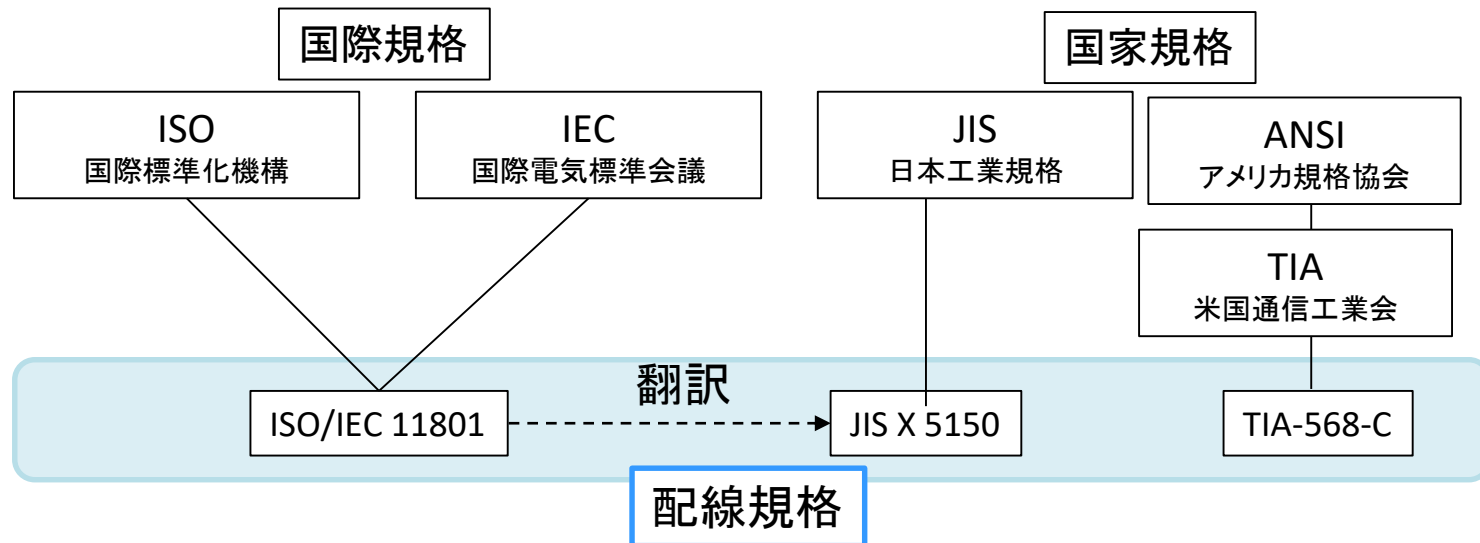 国際規格
国家規格
ISO
国際標準化機構
IEC
国際電気標準会議
JIS
日本工業規格
ANSI
アメリカ規格協会
TIA
米国通信工業会
翻訳
ISO/IEC 11801
JIS X 5150
TIA-568-C
配線規格